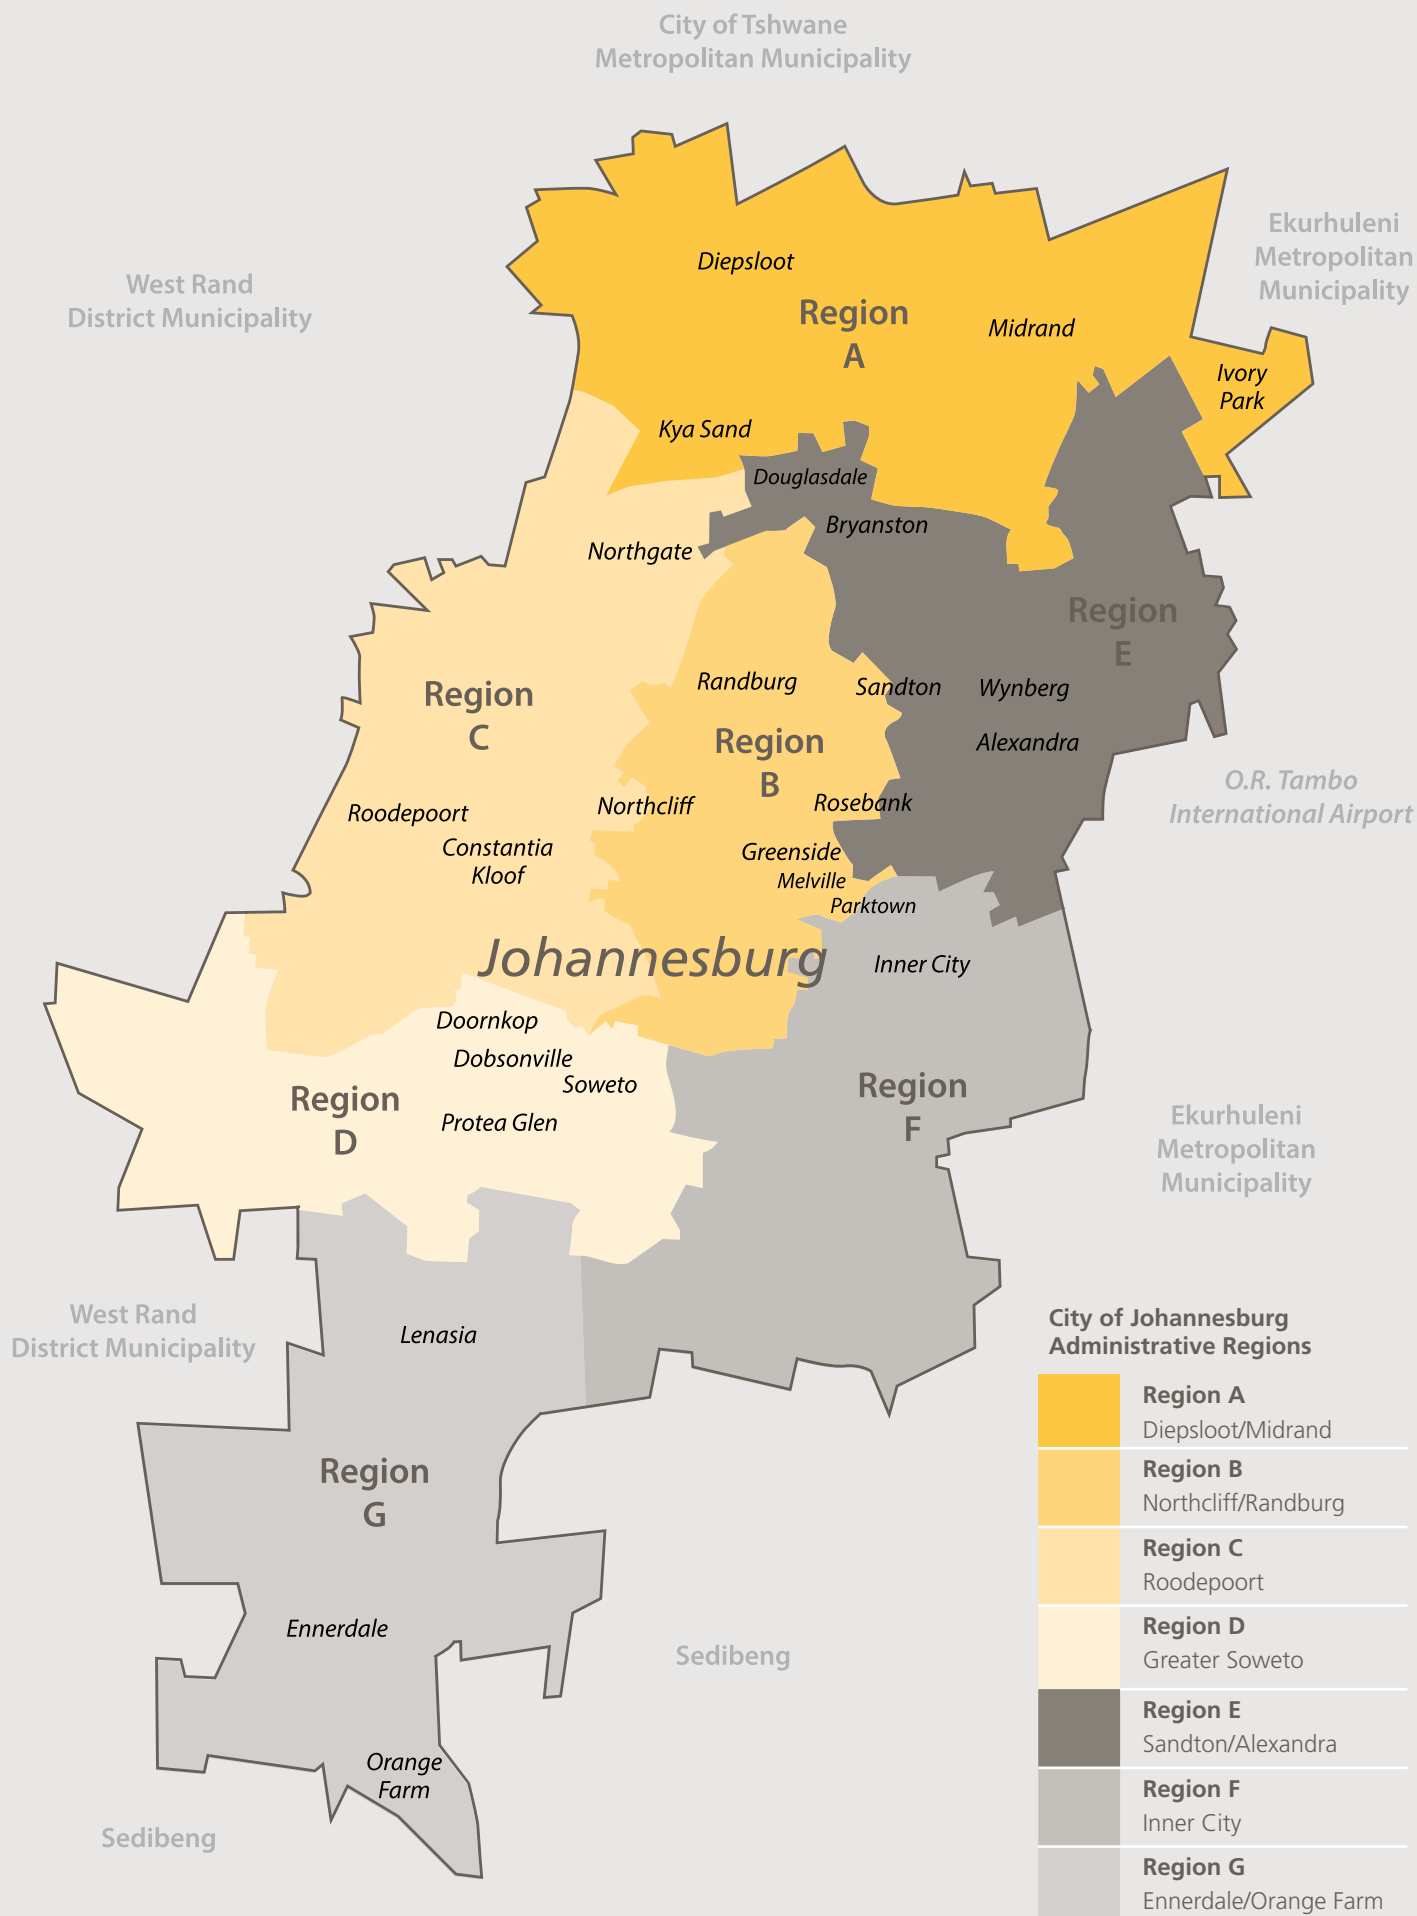 City of Tshwane
Metropolitan Municipality
Ekurhuleni
Metropolitan
Municipality
West Rand
District Municipality
Diepsloot
Region
A
Midrand
Ivory
Park
Kya Sand
Douglasdale
Bryanston
Northgate
Region
E
Region
C
Randburg
Sandton
Wynberg
Region
B
Alexandra
O.R. Tambo
International Airport
Roodepoort
Northcliff
Rosebank
Constantia
Kloof
Greenside
Melville
Parktown
Johannesburg
Inner City
Doornkop
Dobsonville
Soweto
Region
D
Protea Glen
Region
F
Ekurhuleni
Metropolitan
Municipality
West Rand
District Municipality
Lenasia
Region
G
Ennerdale
Sedibeng
Orange
Farm
Sedibeng
City of Johannesburg
Administrative Regions
Region A
Diepsloot/Midrand
Region B
Northcliff/Randburg
Region C
Roodepoort
Region D
Greater Soweto
Region E
Sandton/Alexandra
Region F
Inner City
Region G
Ennerdale/Orange Farm